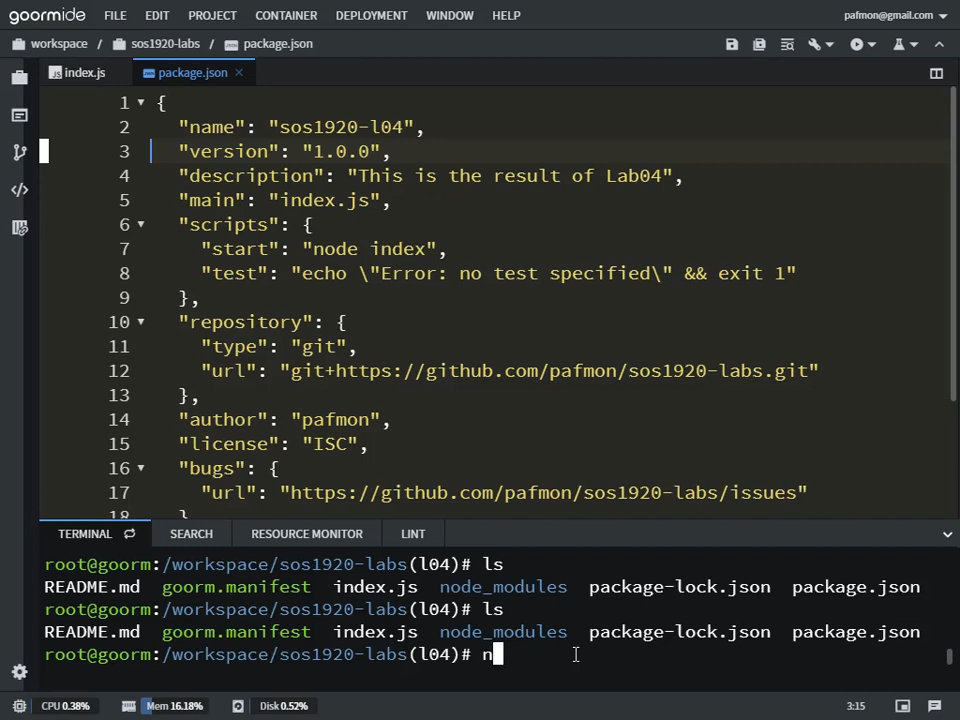 goormide FILE EDIT PROJECT CONTAINER DEPLOYMENT WINDOW HELP pafmon@gmail.com
workspace / sos1920-labs / package.json
JS index.js package.json ×
1 {
2 "name": "sos1920-l04",
3 "version": "1.0.0",
4 "description": "This is the result of Lab04",
5 "main": "index.js",
6 "scripts": {
7 "start": "node index",
8 "test": "echo \"Error: no test specified\" && exit 1"
9 },
10 "repository": {
11 "type": "git",
12 "url": "git+https://github.com/pafmon/sos1920-labs.git"
13 },
14 "author": "pafmon",
15 "license": "ISC",
16 "bugs": {
17 "url": "https://github.com/pafmon/sos1920-labs/issues"
18 }
TERMINAL SEARCH RESOURCE MONITOR LINT
root@goorm:/workspace/sos1920-labs(l04)# ls
README.md goorm.manifest index.js node_modules package-lock.json package.json
root@goorm:/workspace/sos1920-labs(l04)# ls
README.md goorm.manifest index.js node_modules package-lock.json package.json
root@goorm:/workspace/sos1920-labs(l04)# n
CPU 0.38% Mem 16.18% Disk 0.52% 3:15